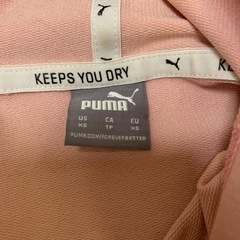 KEEPS YOU DRY
PUMA
US CA EU
XS TP XS
PUMA.COM/FOREVERBETTER